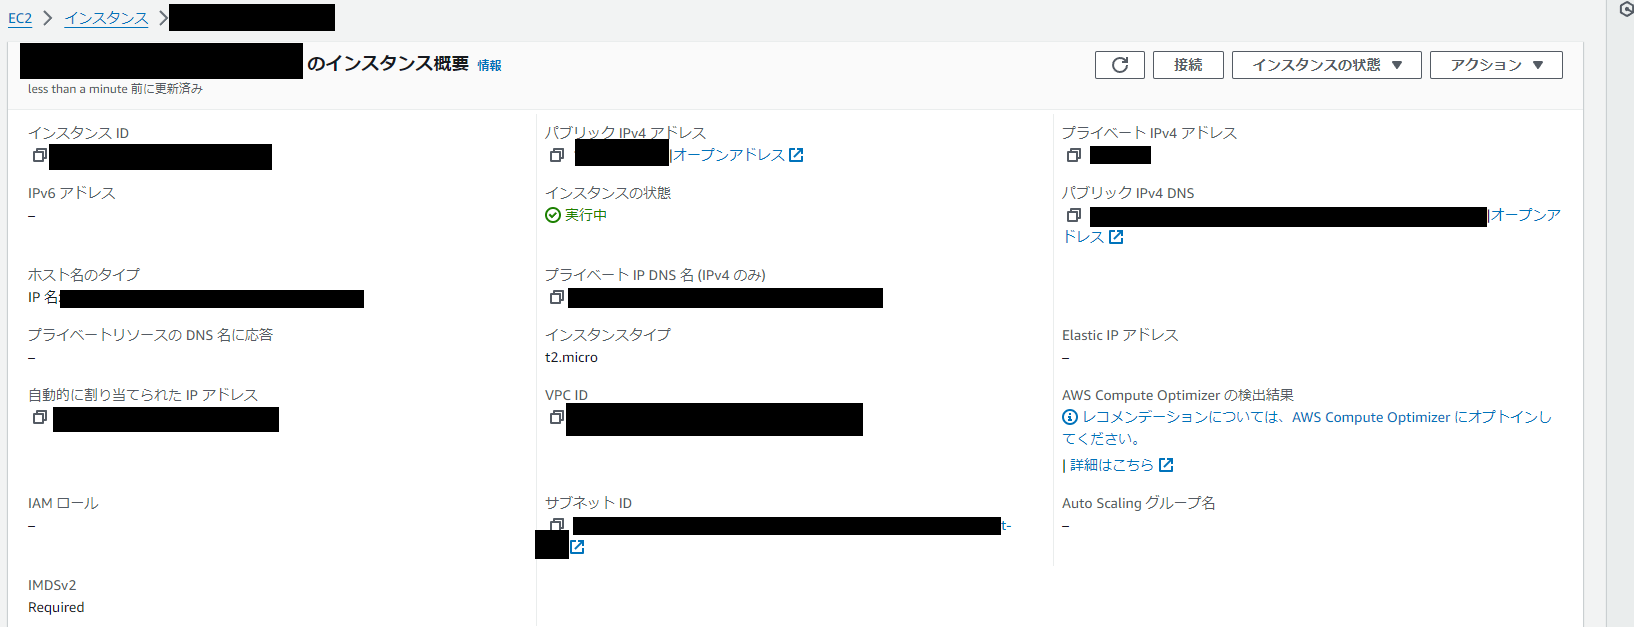 EC2 > インスタンス >
のインスタンス概要 情報
less than a minute 前に更新済み
接続
インスタンスの状態 ▼
アクション ▼
インスタンス ID
パブリック IPv4 アドレス
|オープンアドレス
プライベート IPv4 アドレス
IPv6 アドレス
–
インスタンスの状態
実行中
パブリック IPv4 DNS
|オープンア
ドレス
ホスト名のタイプ
IP 名:
プライベート IP DNS 名 (IPv4 のみ)
プライベートリソースの DNS 名に応答
–
インスタンスタイプ
t2.micro
Elastic IP アドレス
–
自動的に割り当てられた IP アドレス
VPC ID
AWS Compute Optimizer の検出結果
レコメンデーションについては、AWS Compute Optimizer にオプトインし
てください。
| 詳細はこちら
IAM ロール
–
サブネット ID
t-
Auto Scaling グループ名
–
IMDSv2
Required